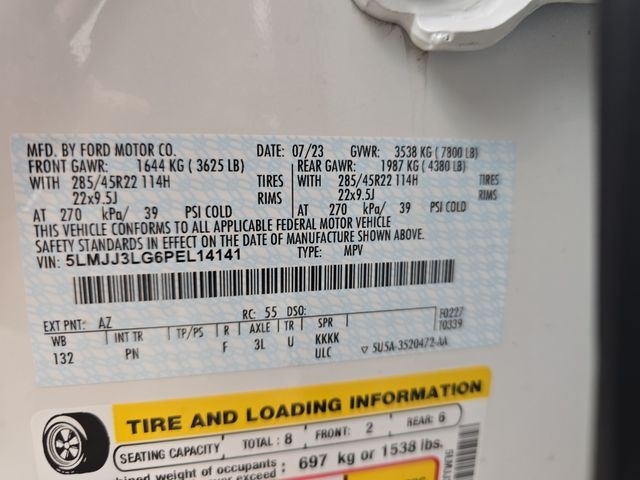 MFD. BY FORD MOTOR CO. DATE: 07/23 GVWR: 3538 KG ( 7800 LB)
FRONT GAWR: 1644 KG ( 3625 LB) REAR GAWR: 1987 KG ( 4380 LB)
WITH 285/45R22 114H TIRES WITH 285/45R22 114H TIRES
22x9.5J RIMS 22x9.5J RIMS
AT 270 kPa/ 39 PSI COLD AT 270 kPa/ 39 PSI COLD
THIS VEHICLE CONFORMS TO ALL APPLICABLE FEDERAL MOTOR VEHICLE
SAFETY STANDARDS IN EFFECT ON THE DATE OF MANUFACTURE SHOWN ABOVE.
VIN: 5LMJJ3LG6PEL14141 TYPE: MPV
EXT PNT: AZ RC: 55 DSO: F0227
WB INT TR TP/PS R AXLE TR SPR T0339
132 PN F 3L U KKKK
ULC 5U5A-3520472-AA
TIRE AND LOADING INFORMATION
SEATING CAPACITY TOTAL : 8 FRONT: 2 REAR: 6
weight of occupants : 697 kg or 1538 lbs.
exceed